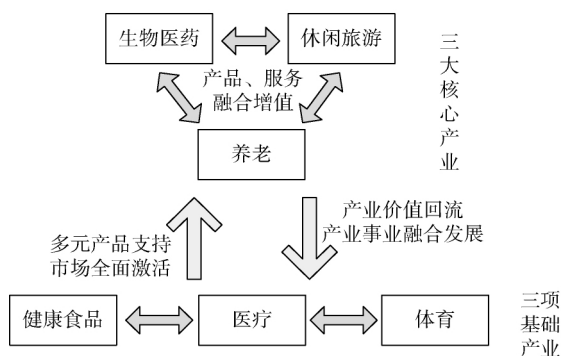 生物医药
休闲旅游
产品、服务
融合增值
养老
三大核心产业
多元产品支持
市场全面激活
产业价值回流
产业事业融合发展
健康食品
医疗
体育
三项
基础
产业